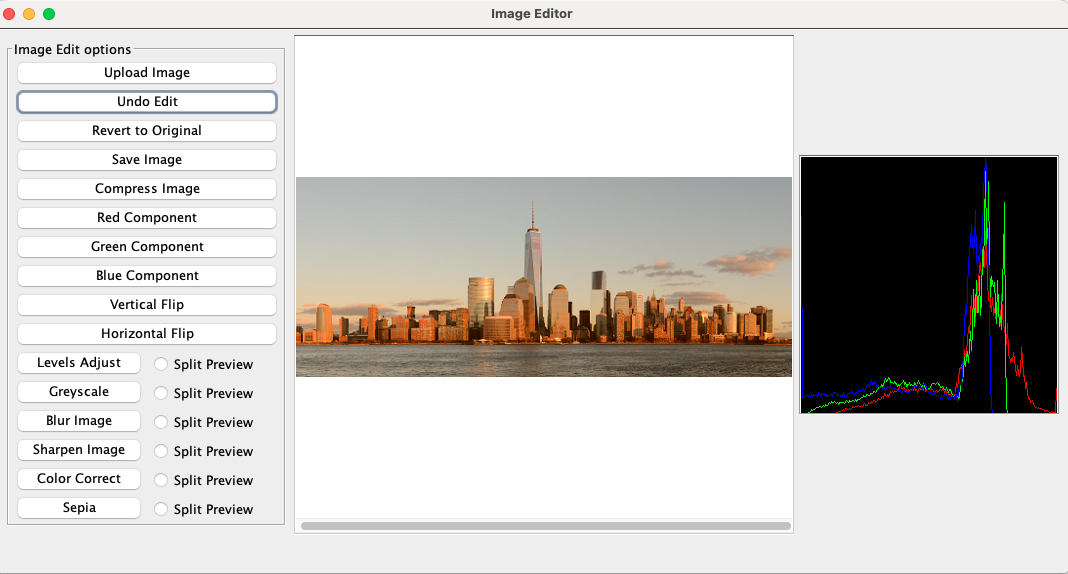 Image Editor
Image Edit options
Upload Image
Undo Edit
Revert to Original
Save Image
Compress Image
Red Component
Green Component
Blue Component
Vertical Flip
Horizontal Flip
Levels Adjust Split Preview
Greyscale Split Preview
Blur Image Split Preview
Sharpen Image Split Preview
Color Correct Split Preview
Sepia Split Preview